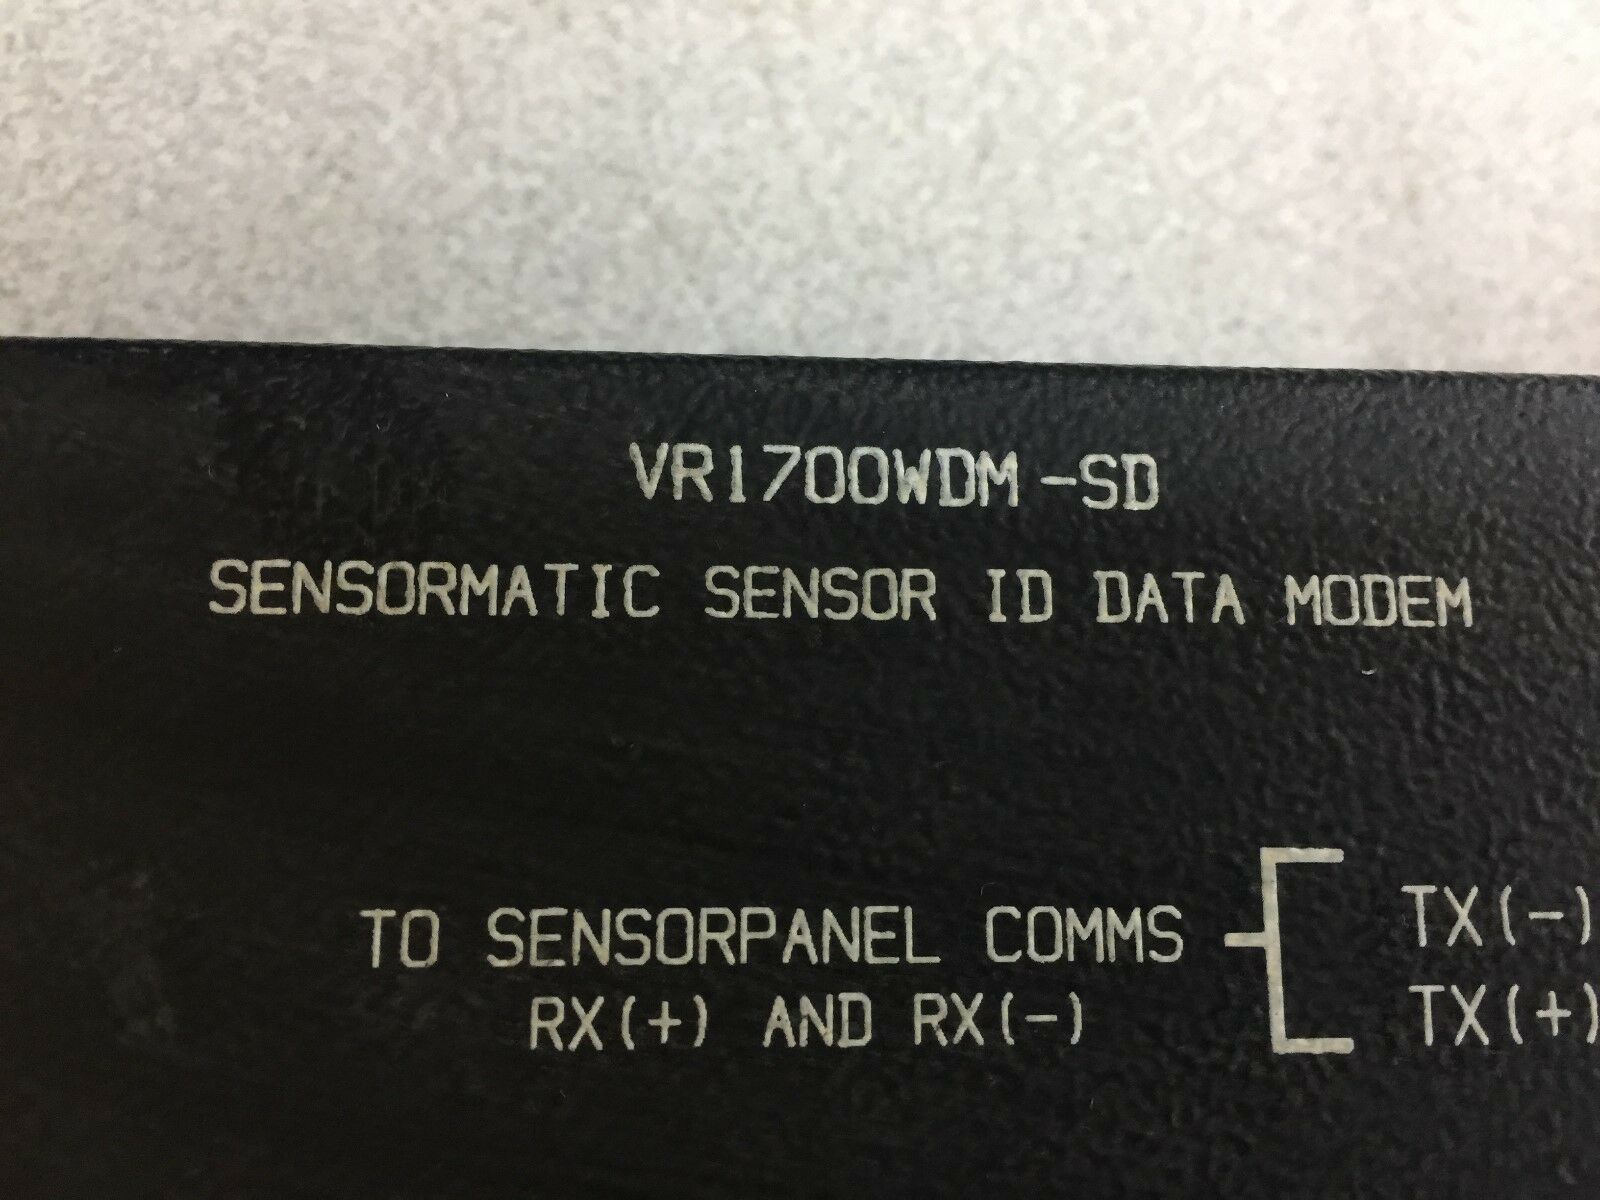 VR1700WDM-SD
SENSORMATIC SENSOR ID DATA MODEM
TO SENSORPANEL COMMS
RX(+) AND RX(-)
TX(-)
TX(+)